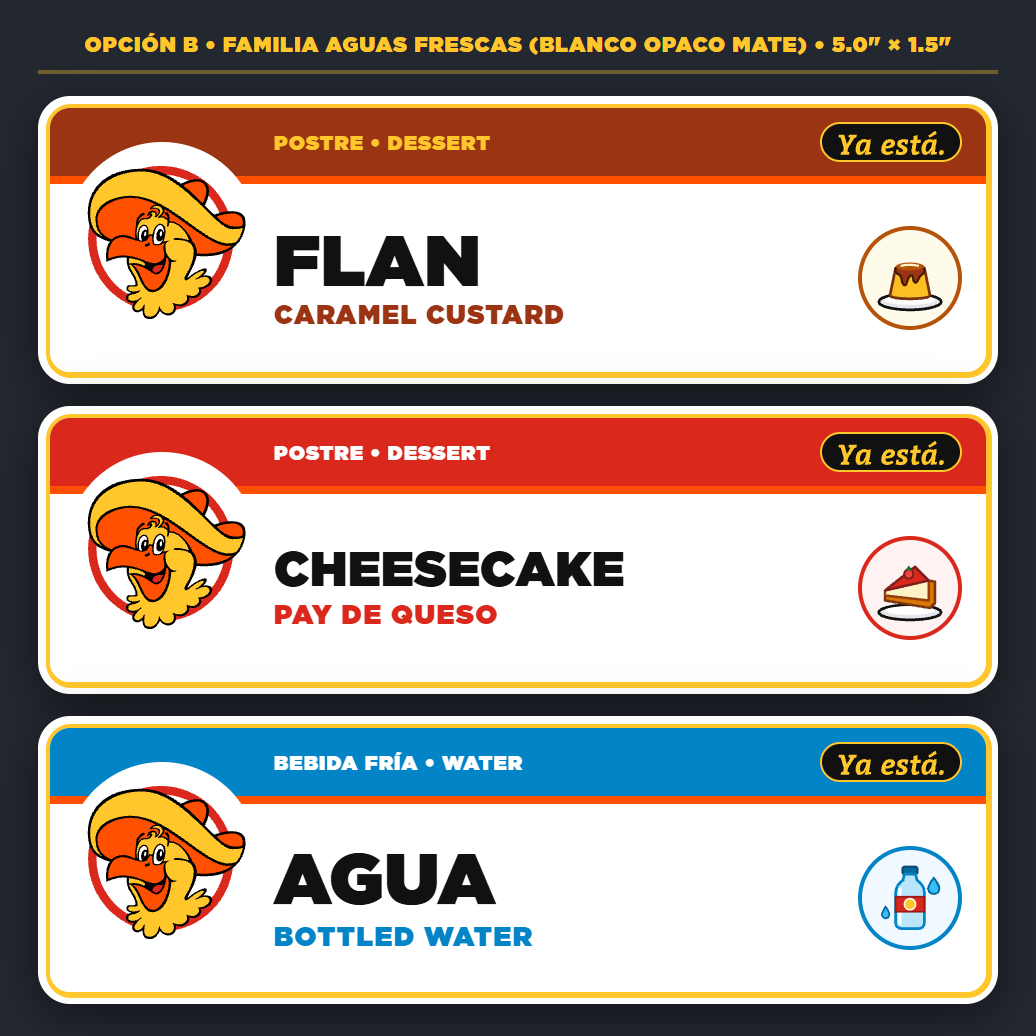 OPCIÓN B • FAMILIA AGUAS FRESCAS (BLANCO OPACO MATE) • 5.0" × 1.5"
POSTRE • DESSERT
Ya está.
FLAN
CARAMEL CUSTARD
POSTRE • DESSERT
Ya está.
CHEESECAKE
PAY DE QUESO
BEBIDA FRÍA • WATER
Ya está.
AGUA
BOTTLED WATER